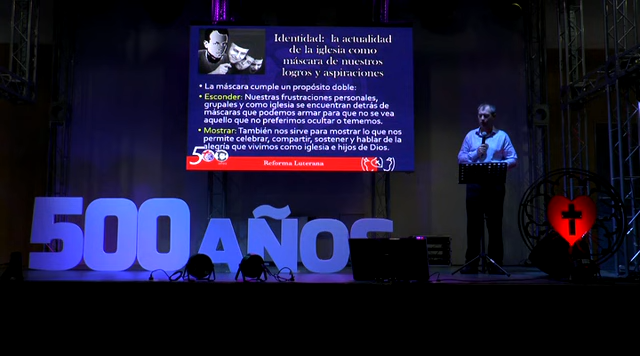 Identidad: la actualidad
de la iglesia como
máscara de nuestros
logros y aspiraciones
• La máscara cumple un propósito doble:
• Esconder: Nuestras frustraciones personales,
grupales y como iglesia se encuentran detrás de
máscaras que podemos armar para que no se vea
aquello que no preferimos ocultar o tememos.
• Mostrar: También nos sirve para mostrar lo que nos
permite celebrar, compartir, sostener y hablar de la
alegría que vivimos como iglesia e hijos de Dios.
500
Reforma Luterana
500 AÑOS